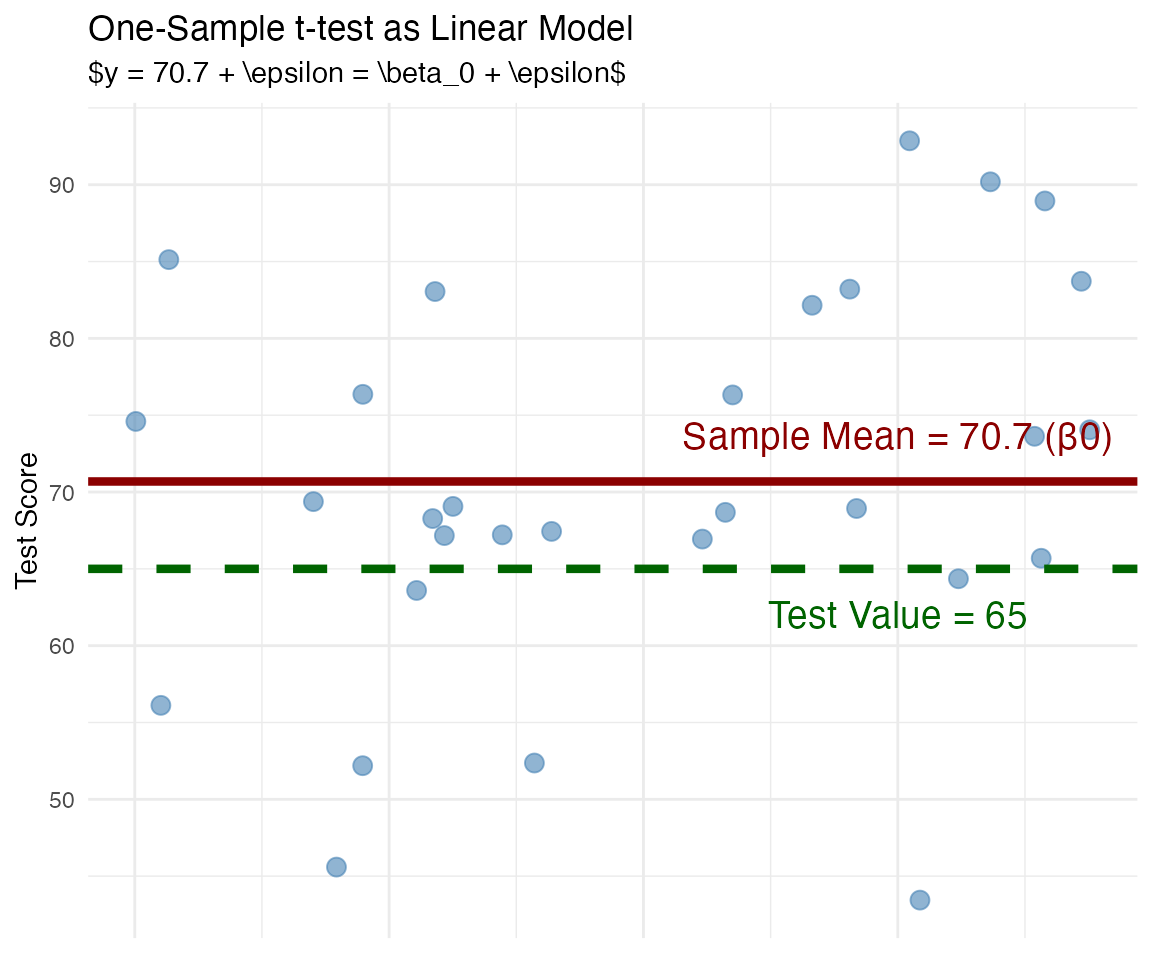 One-Sample t-test as Linear Model
$y = 70.7 + \epsilon = \beta_0 + \epsilon$
90
80
Sample Mean = 70.7 (β0)
70
Test Value = 65
60
50
Test Score